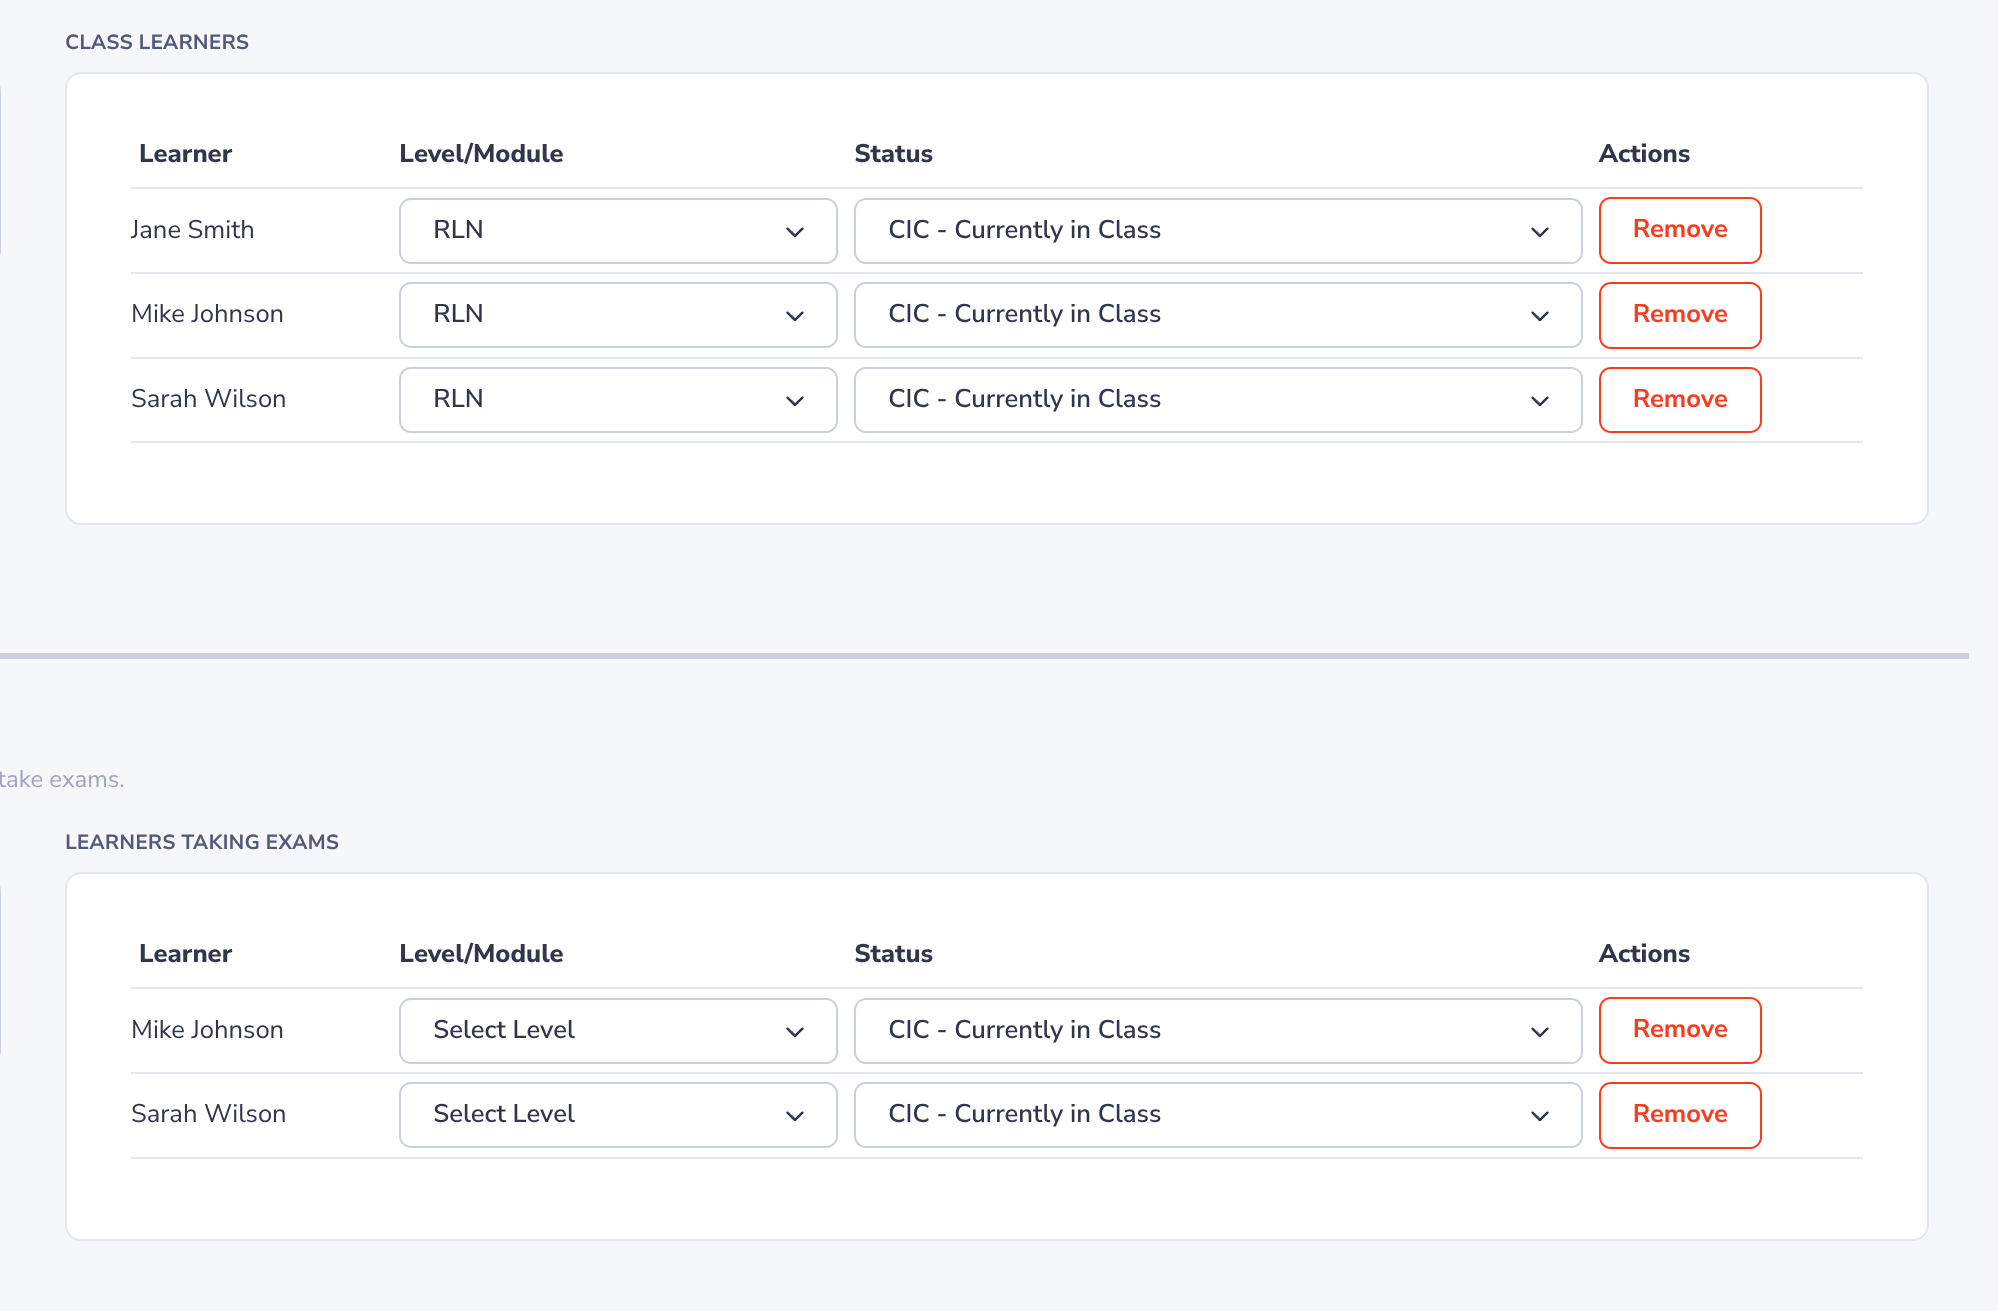 CLASS LEARNERS
Learner Level/Module Status Actions
Jane Smith RLN CIC - Currently in Class Remove
Mike Johnson RLN CIC - Currently in Class Remove
Sarah Wilson RLN CIC - Currently in Class Remove
take exams.
LEARNERS TAKING EXAMS
Learner Level/Module Status Actions
Mike Johnson Select Level CIC - Currently in Class Remove
Sarah Wilson Select Level CIC - Currently in Class Remove